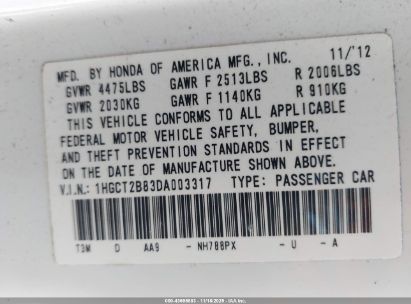 MFD. BY HONDA OF AMERICA MFG., INC. 11/'12
GVWR 4475LBS GAWR F 2513LBS R 2006LBS
GVWR 2030KG GAWR F 1140KG R 910KG
THIS VEHICLE CONFORMS TO ALL APPLICABLE
FEDERAL MOTOR VEHICLE SAFETY, BUMPER,
AND THEFT PREVENTION STANDARDS IN EFFECT
ON THE DATE OF MANUFACTURE SHOWN ABOVE.
V.I.N.: 1HGCT2B83DA003317 TYPE: PASSENGER CAR
T3M D AA9 - NH788PX - U - A